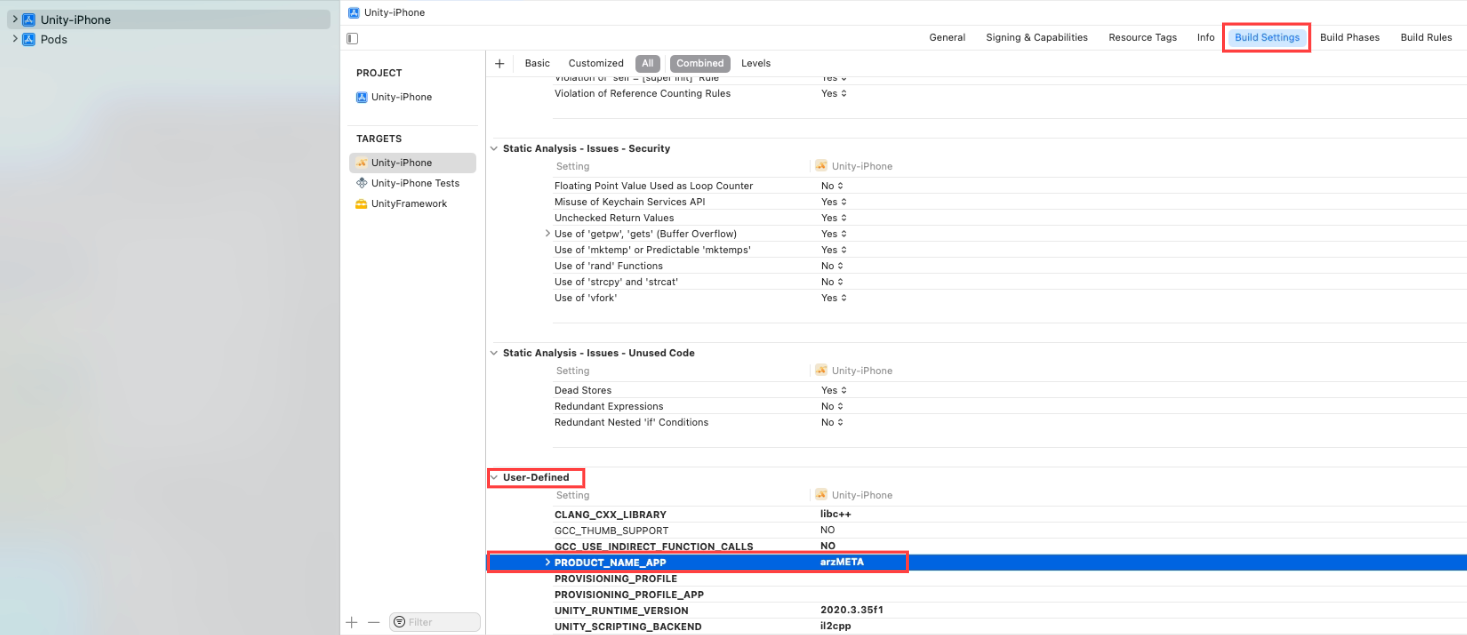 Unity-iPhone
Pods
Unity-iPhone
General Signing & Capabilities Resource Tags Info Build Settings Build Phases Build Rules
PROJECT
Unity-iPhone
TARGETS
Unity-iPhone
Unity-iPhone Tests
UnityFramework
Filter
+ Basic Customized All Combined Levels
Violation of 'self = [super init]' Rule Yes
Violation of Reference Counting Rules Yes
Static Analysis - Issues - Security
Setting Unity-iPhone
Floating Point Value Used as Loop Counter No
Misuse of Keychain Services API Yes
Unchecked Return Values Yes
Use of 'getpw', 'gets' (Buffer Overflow) Yes
Use of 'mktemp' or Predictable 'mktemps' Yes
Use of 'rand' Functions No
Use of 'strcpy' and 'strcat' No
Use of 'vfork' Yes
Static Analysis - Issues - Unused Code
Setting Unity-iPhone
Dead Stores Yes
Redundant Expressions No
Redundant Nested 'if' Conditions No
User-Defined
Setting Unity-iPhone
CLANG_CXX_LIBRARY libc++
GCC_THUMB_SUPPORT NO
GCC_USE_INDIRECT_FUNCTION_CALLS NO
PRODUCT_NAME_APP arzMETA
PROVISIONING_PROFILE
PROVISIONING_PROFILE_APP
UNITY_RUNTIME_VERSION 2020.3.35f1
UNITY_SCRIPTING_BACKEND il2cpp